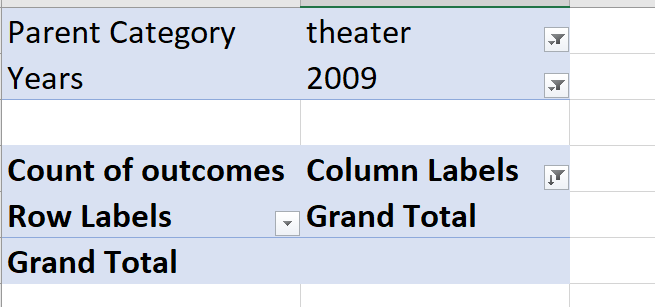 Parent Category theater
Years 2009
Count of outcomes Column Labels
Row Labels Grand Total
Grand Total